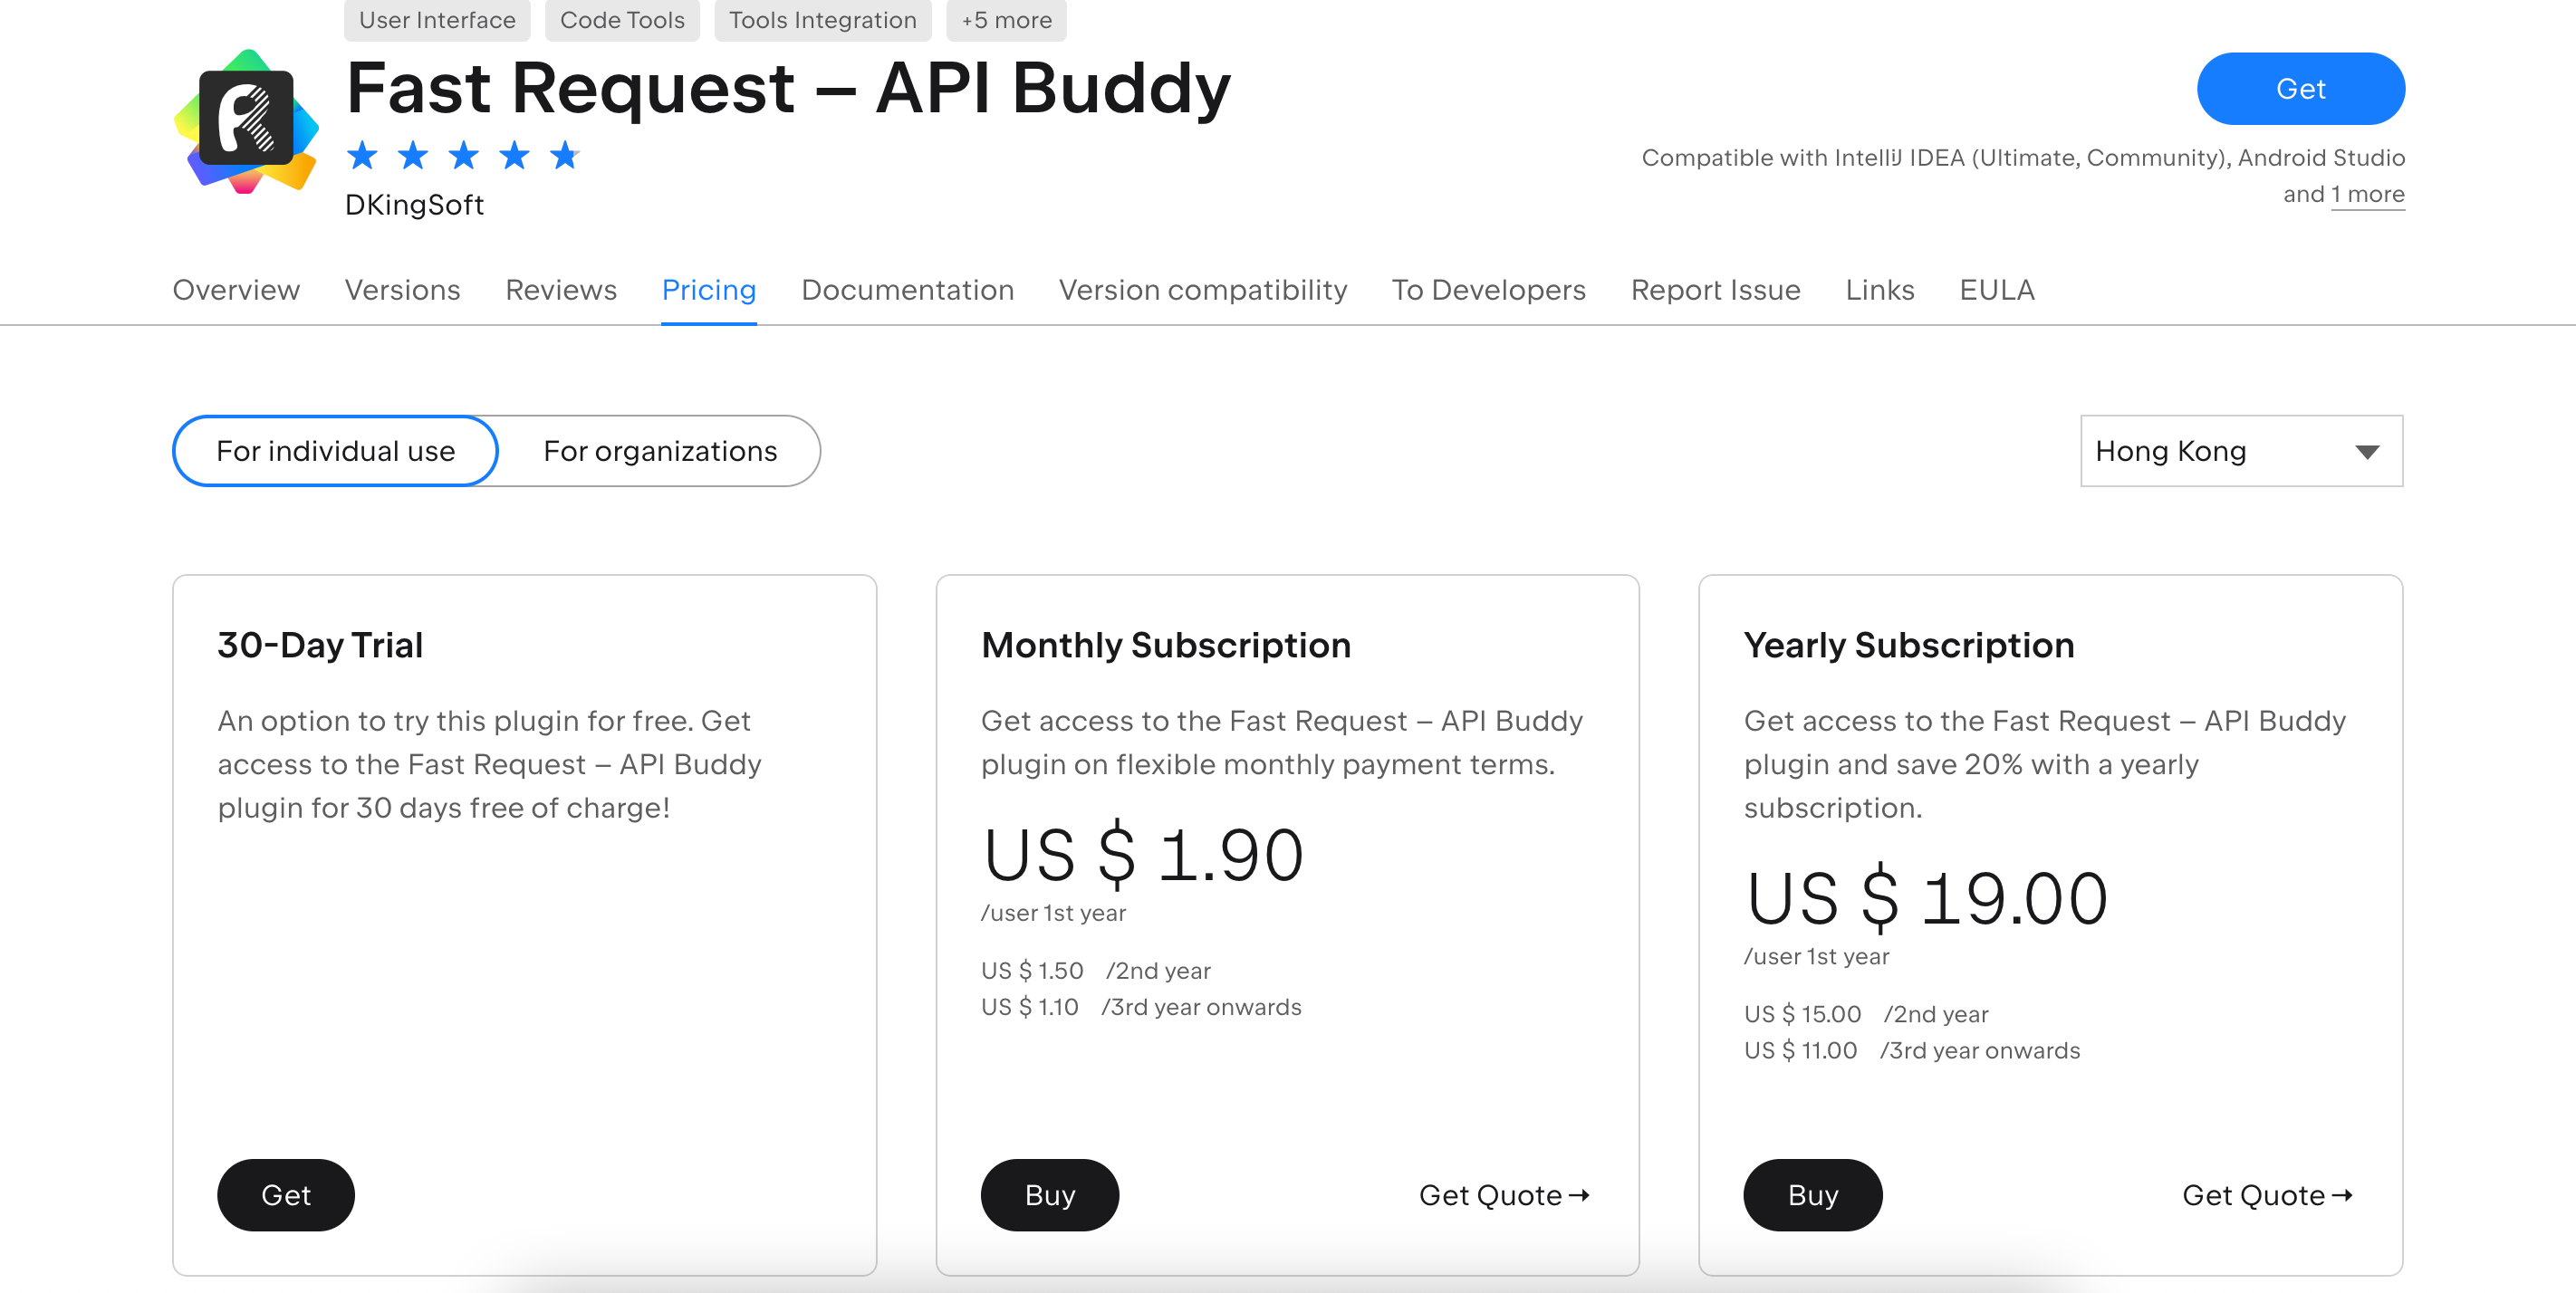 User Interface Code Tools Tools Integration +5 more
Fast Request – API Buddy
Get
DKingSoft
Compatible with IntelliJ IDEA (Ultimate, Community), Android Studio
and 1 more
Overview Versions Reviews Pricing Documentation Version compatibility To Developers Report Issue Links EULA
For individual use For organizations
Hong Kong
30-Day Trial
An option to try this plugin for free. Get
access to the Fast Request – API Buddy
plugin for 30 days free of charge!
Get
Monthly Subscription
Get access to the Fast Request – API Buddy
plugin on flexible monthly payment terms.
US $ 1.90
/user 1st year
US $ 1.50 /2nd year
US $ 1.10 /3rd year onwards
Buy
Get Quote →
Yearly Subscription
Get access to the Fast Request – API Buddy
plugin and save 20% with a yearly
subscription.
US $ 19.00
/user 1st year
US $ 15.00 /2nd year
US $ 11.00 /3rd year onwards
Buy
Get Quote →